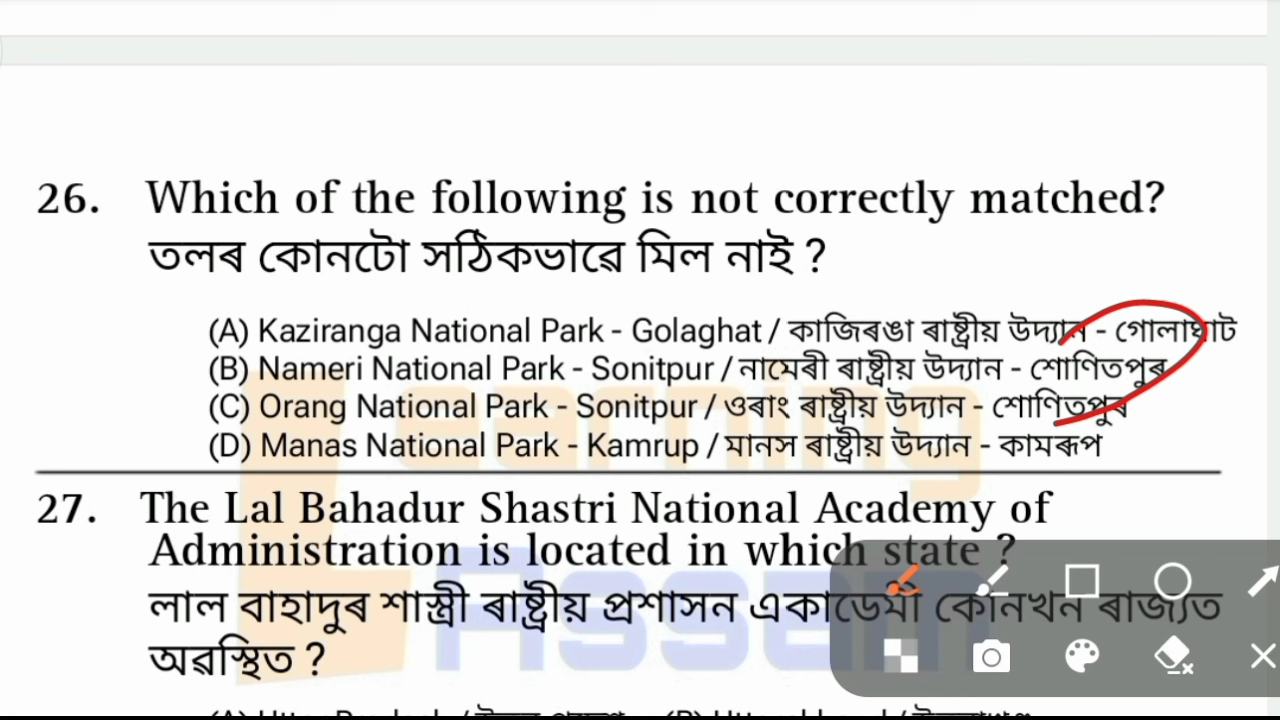 26. Which of the following is not correctly matched?
তলৰ কোনটো সঠিকভাৱে মিল নাই ?
(A) Kaziranga National Park - Golaghat / কাজিৰঙা ৰাষ্ট্ৰীয় উদ্যান - গোলাঘাট
(B) Nameri National Park - Sonitpur / নামেৰী ৰাষ্ট্ৰীয় উদ্যান - শোণিতপুৰ
(C) Orang National Park - Sonitpur / ওৰাং ৰাষ্ট্ৰীয় উদ্যান - শোণিতপুৰ
(D) Manas National Park - Kamrup / মানস ৰাষ্ট্ৰীয় উদ্যান - কামৰূপ
27. The Lal Bahadur Shastri National Academy of
Administration is located in which state ?
লাল বাহাদুৰ শাস্ত্ৰী ৰাষ্ট্ৰীয় প্ৰশাসন একাডেমী কোনখন ৰাজ্যত
অৱস্থিত ?
Learning
Assam